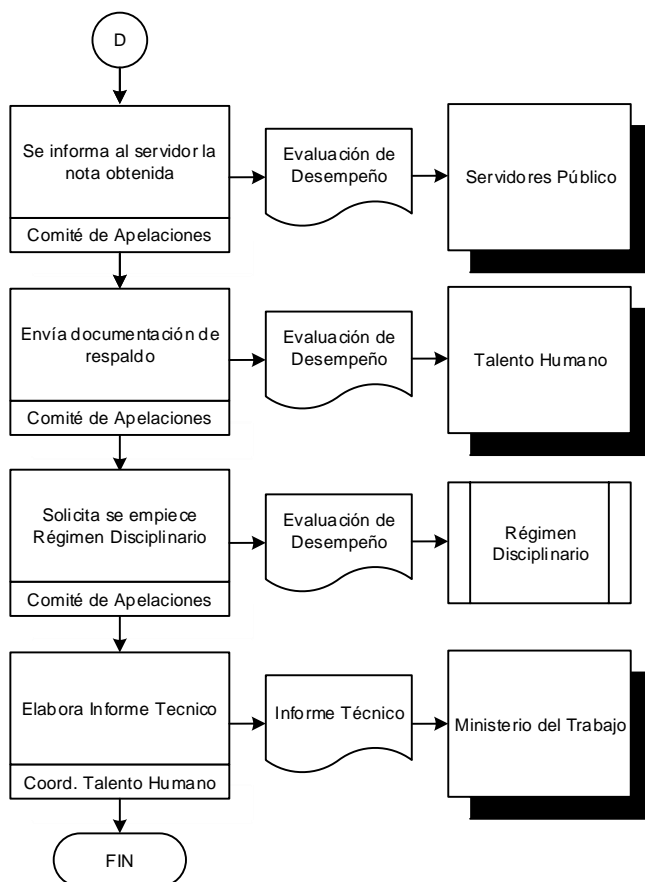 D
Se informa al servidor la
nota obtenida
Comité de Apelaciones
Evaluación de
Desempeño
Servidores Público
Envía documentación de
respaldo
Comité de Apelaciones
Evaluación de
Desempeño
Talento Humano
Solicita se empiece
Régimen Disciplinario
Comité de Apelaciones
Evaluación de
Desempeño
Régimen
Disciplinario
Elabora Informe Tecnico
Coord. Talento Humano
Informe Técnico
Ministerio del Trabajo
FIN